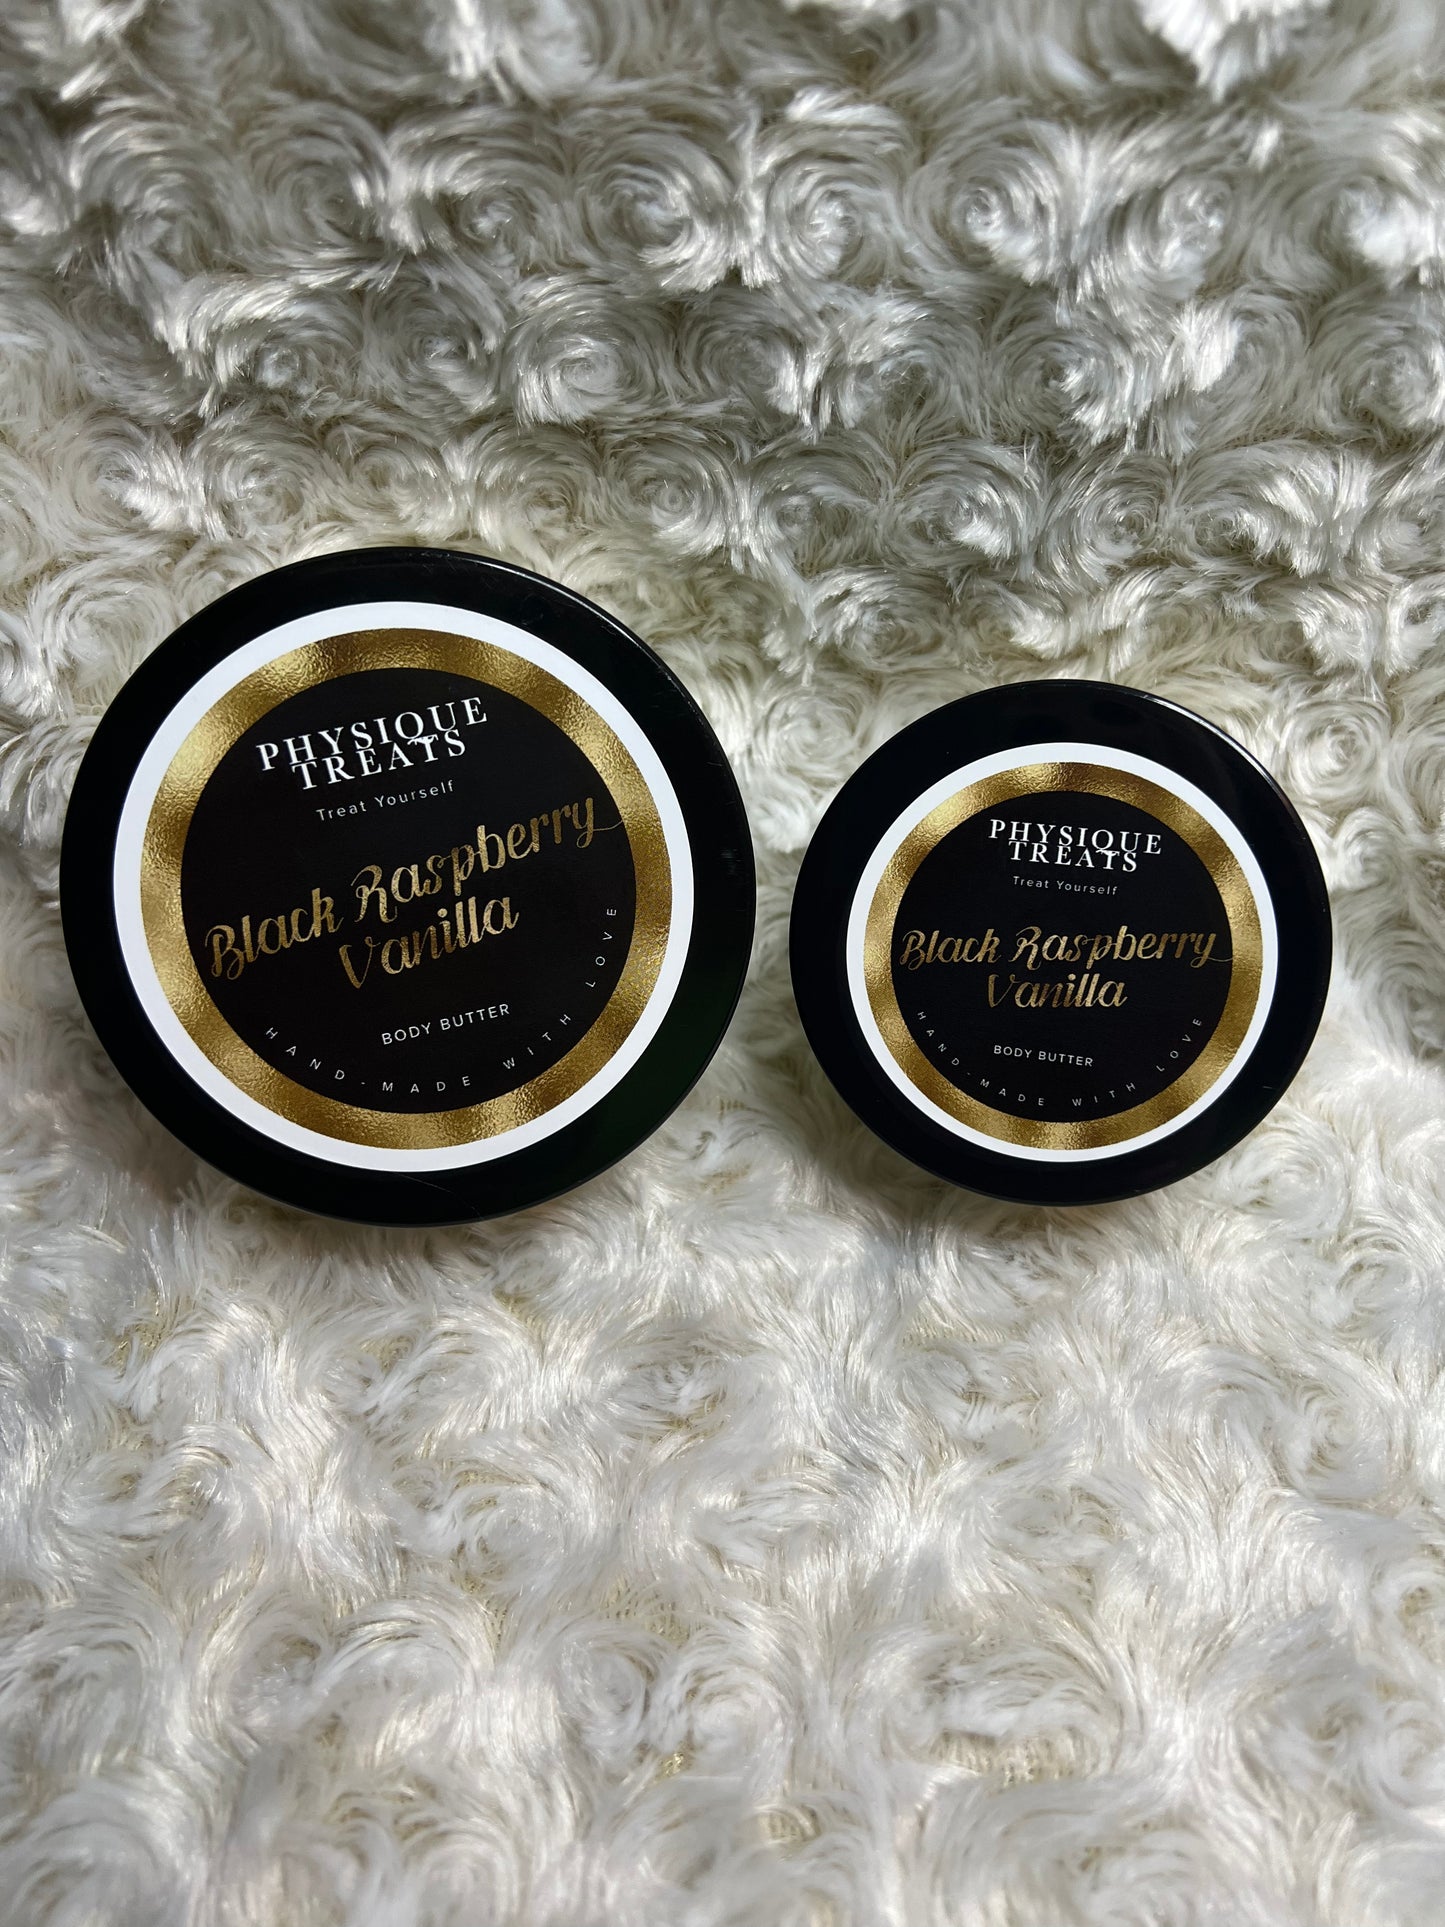 PHYSIQUE
TREATS
Treat Yourself
Black Raspberry
Vanilla
BODY BUTTER
HAND-MADE WITH LOVE
PHYSIQUE
TREATS
Treat Yourself
Black Raspberry
Vanilla
BODY BUTTER
HAND-MADE WITH LOVE